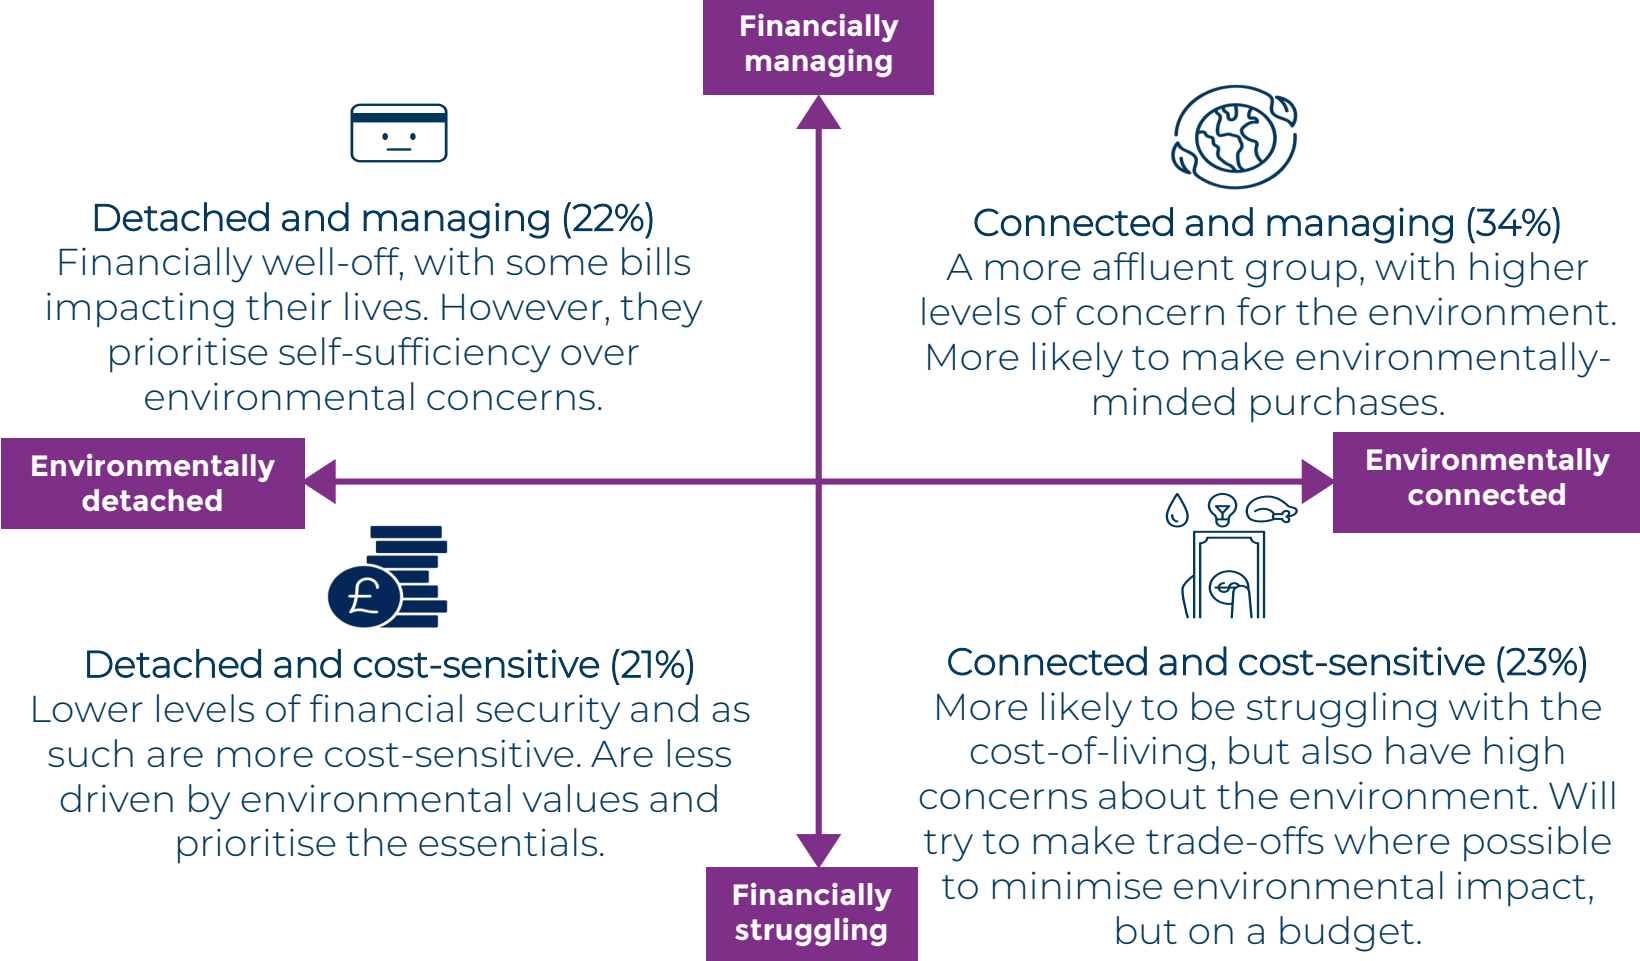 Financially
managing
Detached and managing (22%)
Financially well-off, with some bills
impacting their lives. However, they
prioritise self-sufficiency over
environmental concerns.
Connected and managing (34%)
A more affluent group, with higher
levels of concern for the environment.
More likely to make environmentally-
minded purchases.
Environmentally
detached
Environmentally
connected
£
$
Detached and cost-sensitive (21%)
Lower levels of financial security and as
such are more cost-sensitive. Are less
driven by environmental values and
prioritise the essentials.
Connected and cost-sensitive (23%)
More likely to be struggling with the
cost-of-living, but also have high
concerns about the environment. Will
try to make trade-offs where possible
to minimise environmental impact,
but on a budget.
Financially
struggling